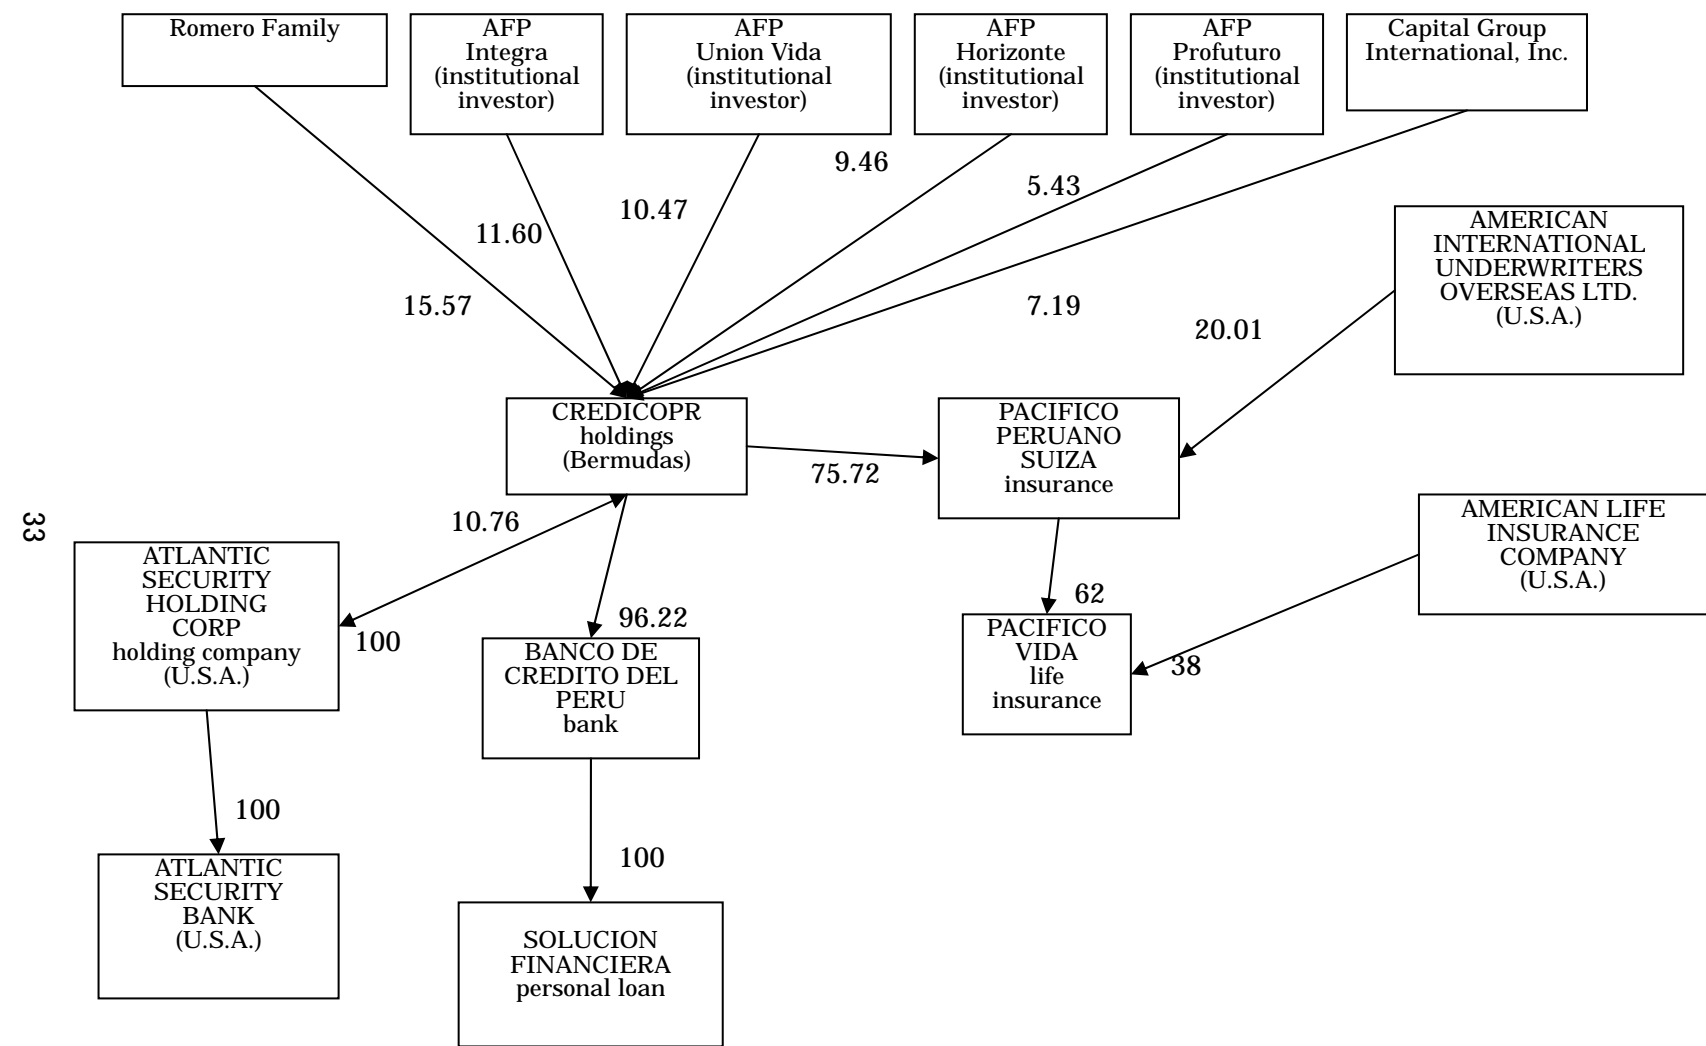 Romero Family
AFP
Integra
(institutional
investor)
AFP
Union Vida
(institutional
investor)
AFP
Horizonte
(institutional
investor)
AFP
Profuturo
(institutional
investor)
Capital Group
International, Inc.
9.46
5.43
10.47
11.60
15.57
7.19
20.01
AMERICAN
INTERNATIONAL
UNDERWRITERS
OVERSEAS LTD.
(U.S.A.)
CREDICOPR
holdings
(Bermudas)
75.72
PACIFICO
PERUANO
SUIZA
insurance
10.76
33
ATLANTIC
SECURITY
HOLDING
CORP
holding company
(U.S.A.)
100
96.22
BANCO DE
CREDITO DEL
PERU
bank
62
PACIFICO
VIDA
life
insurance
38
AMERICAN LIFE
INSURANCE
COMPANY
(U.S.A.)
100
ATLANTIC
SECURITY
BANK
(U.S.A.)
100
SOLUCION
FINANCIERA
personal loan